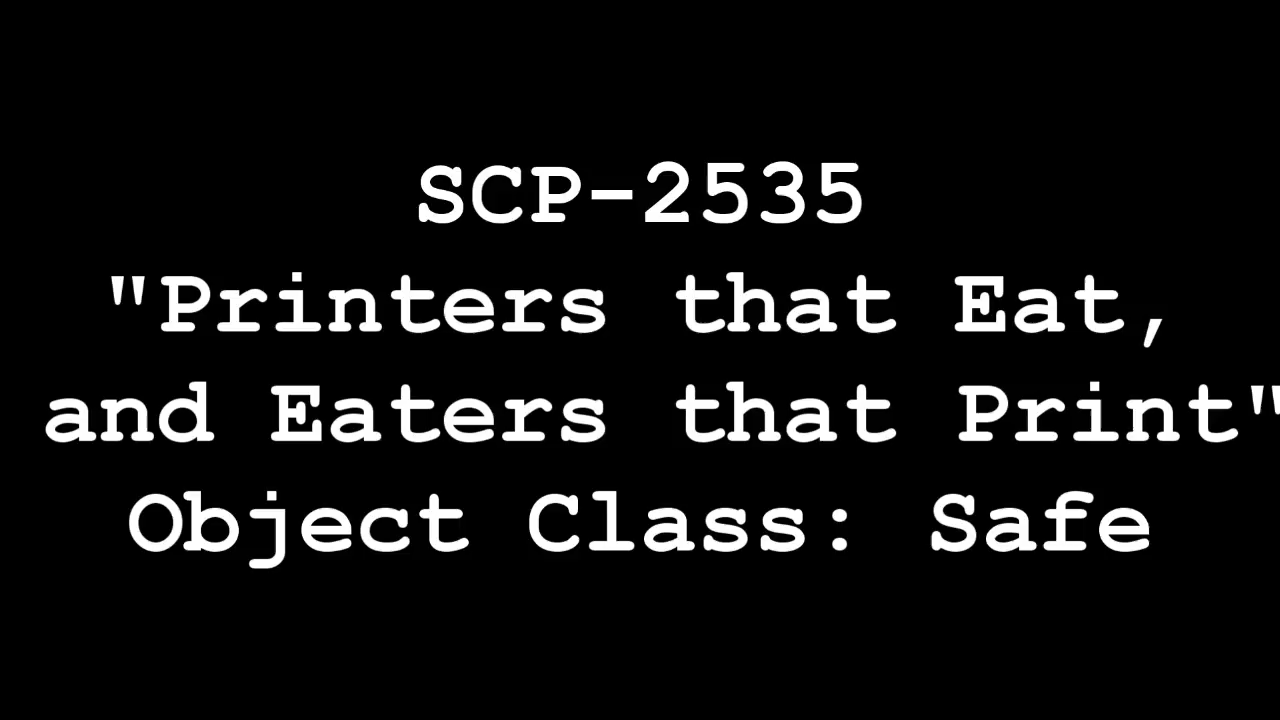 SCP-2535
"Printers that Eat,
and Eaters that Print"
Object Class: Safe